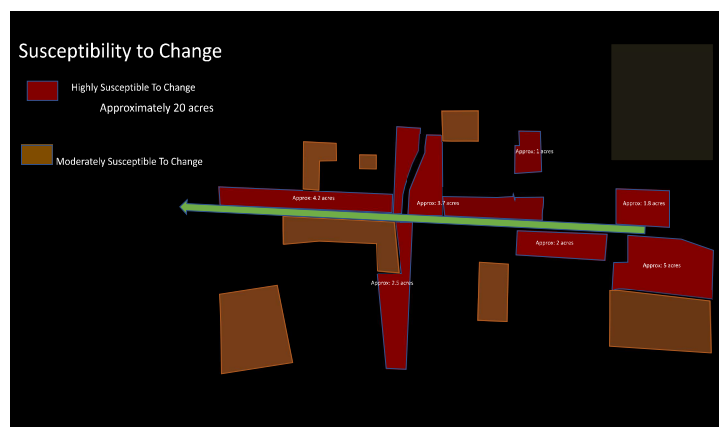 Susceptibility to Change
Highly Susceptible To Change
Approximately 20 acres
Moderately Susceptible To Change
Approx: 1 acres
Approx: 4.2 acres
Approx: 3.7 acres
Approx: 1.8 acres
Approx: 2 acres
Approx: 5 acres
Approx: 2.5 acres